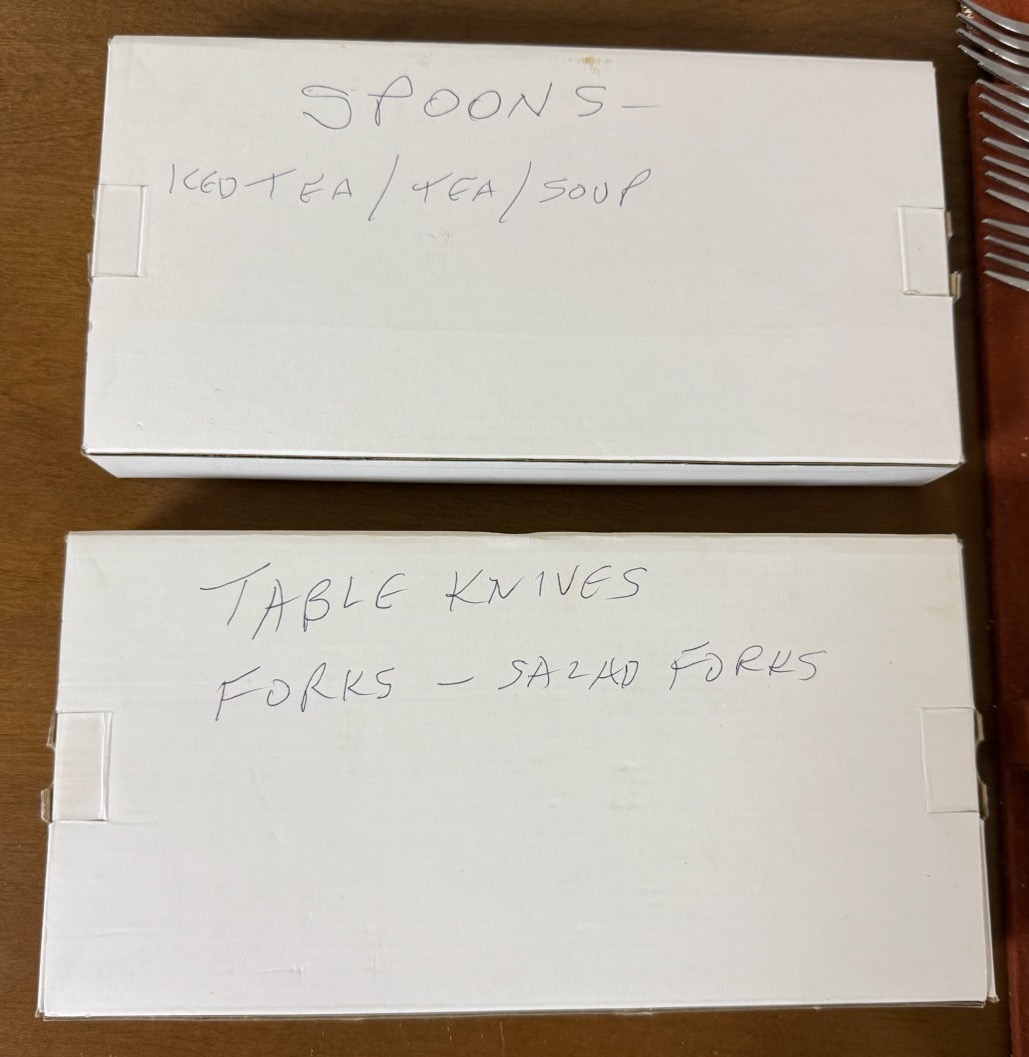 SPOONS-
ICED TEA/TEA/SOUP
TABLE KNIVES
FORKS - SALAD FORKS